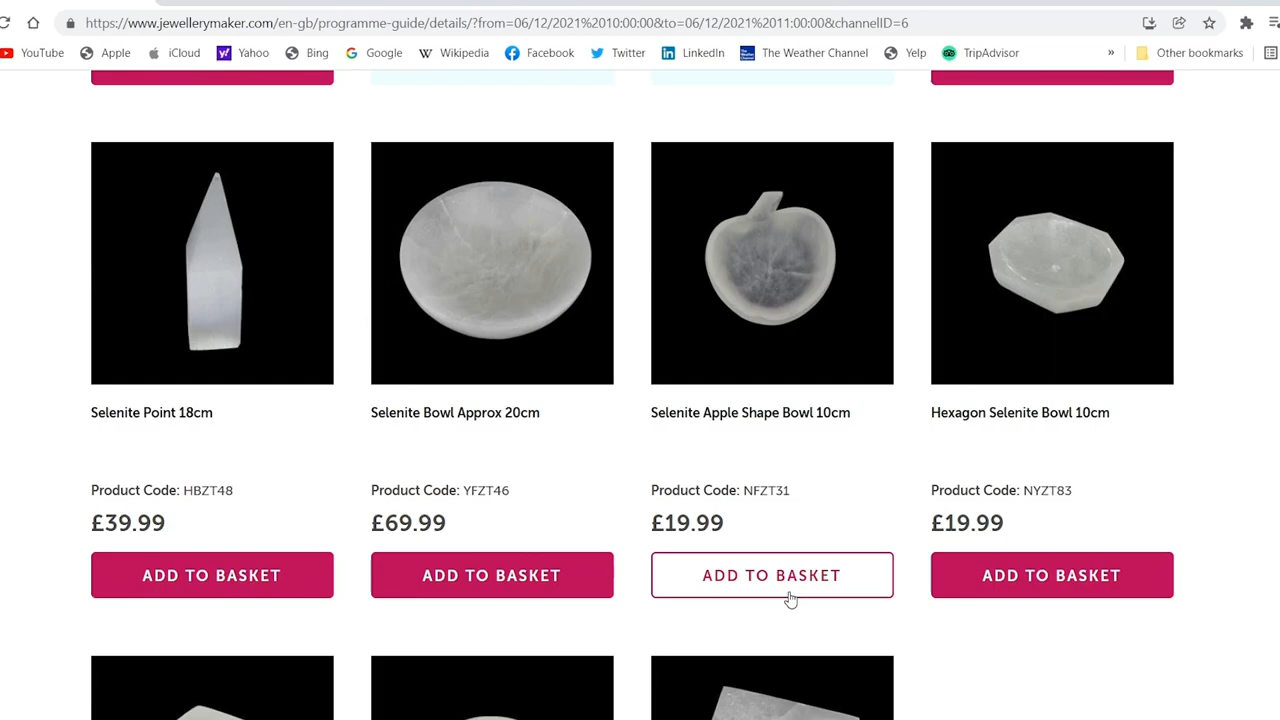 https://www.jewellerymaker.com/en-gb/programme-guide/details/?from=06/12/2021%2010:00:00&to=06/12/2021%2011:00:00&channelID=6
YouTube Apple iCloud Yahoo Bing Google Wikipedia Facebook Twitter LinkedIn The Weather Channel Yelp TripAdvisor » Other bookmarks
Selenite Point 18cm
Selenite Bowl Approx 20cm
Selenite Apple Shape Bowl 10cm
Hexagon Selenite Bowl 10cm
Product Code: HBZT48
Product Code: YFZT46
Product Code: NFZT31
Product Code: NYZT83
£39.99
£69.99
£19.99
£19.99
ADD TO BASKET
ADD TO BASKET
ADD TO BASKET
ADD TO BASKET